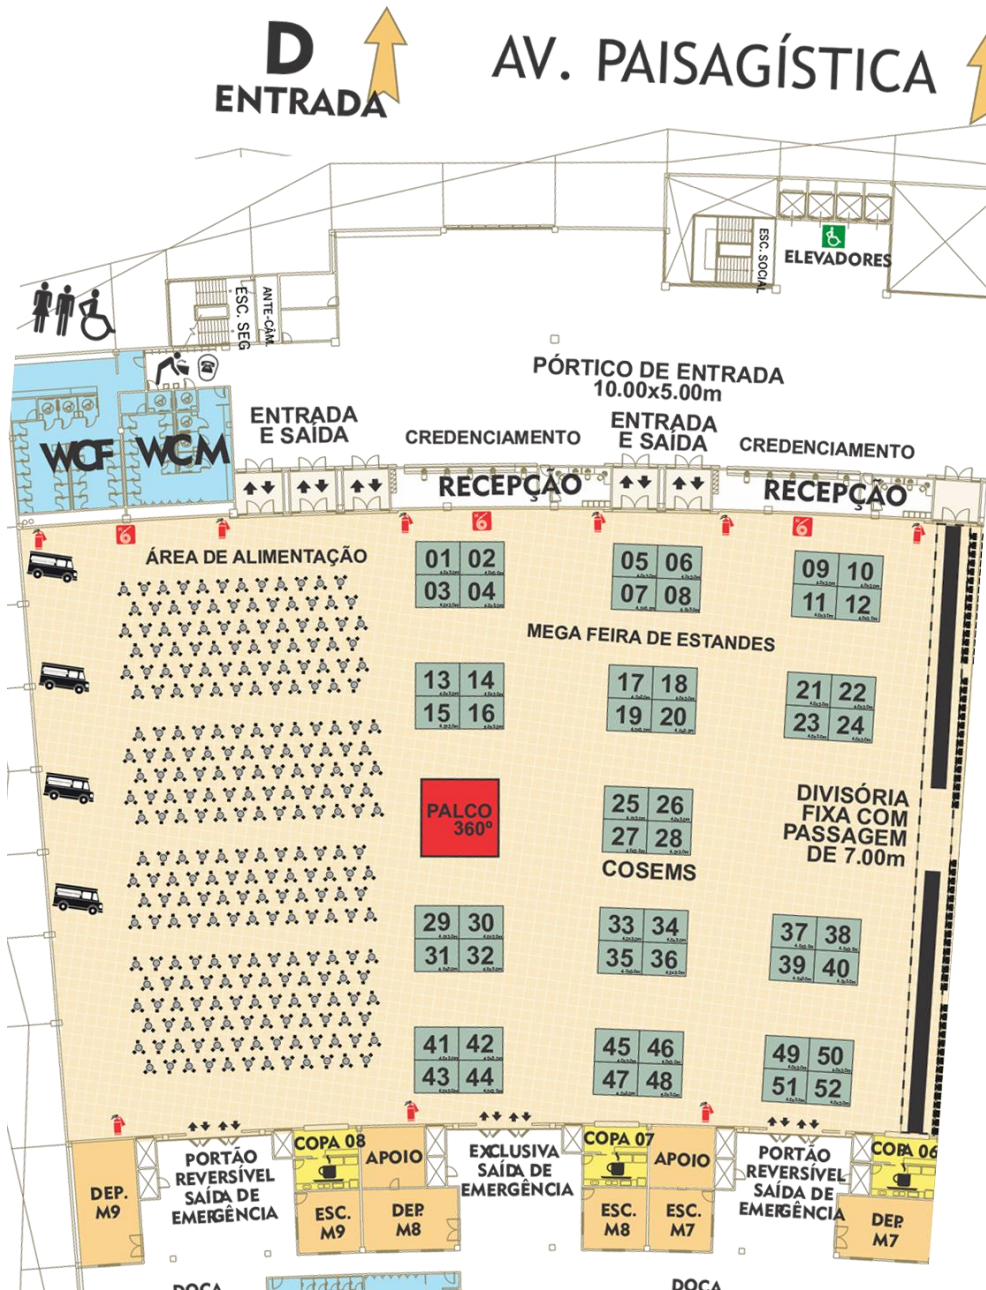 D
ENTRADA
AV. PAISAGÍSTICA
ESC. SOCIAL
ELEVADORES
ESC. SEG
ANTE-CÂM.
PÓRTICO DE ENTRADA
10.00x5.00m
ENTRADA
E SAÍDA
CREDENCIAMENTO
ENTRADA
E SAÍDA
CREDENCIAMENTO
WCF
WCM
RECEPÇÃO
RECEPÇÃO
6
6
6
ÁREA DE ALIMENTAÇÃO
01 02
03 04
05 06
07 08
09 10
11 12
MEGA FEIRA DE ESTANDES
13 14
15 16
17 18
19 20
21 22
23 24
PALCO
360º
25 26
27 28
COSEMS
DIVISÓRIA
FIXA COM
PASSAGEM
DE 7.00m
29 30
31 32
33 34
35 36
37 38
39 40
41 42
43 44
45 46
47 48
49 50
51 52
DEP.
M9
PORTÃO
REVERSÍVEL
SAÍDA DE
EMERGÊNCIA
COPA 08
APOIO
ESC.
M9
DEP.
M8
EXCLUSIVA
SAÍDA DE
EMERGÊNCIA
COPA 07
APOIO
ESC.
M8
ESC.
M7
PORTÃO
REVERSÍVEL
SAÍDA DE
EMERGÊNCIA
COPA 06
DEP.
M7
DOCA
DOCA